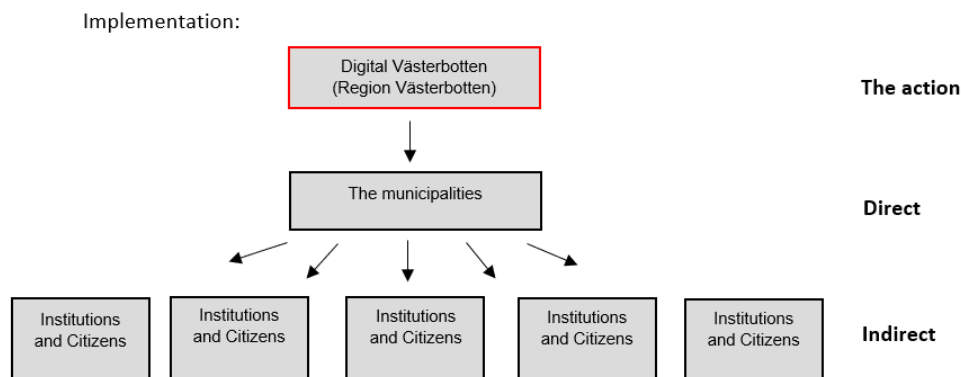 Implementation:
Digital Västerbotten
(Region Västerbotten)
The action
The municipalities
Direct
Institutions
and Citizens
Institutions
and Citizens
Institutions
and Citizens
Institutions
and Citizens
Institutions
and Citizens
Indirect